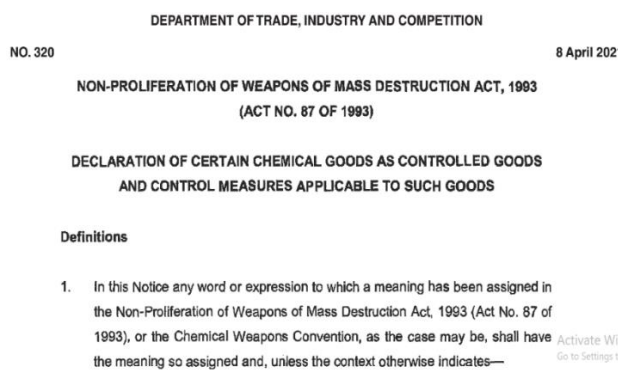 DEPARTMENT OF TRADE, INDUSTRY AND COMPETITION
NO. 320 8 April 202
NON-PROLIFERATION OF WEAPONS OF MASS DESTRUCTION ACT, 1993
(ACT NO. 87 OF 1993)
DECLARATION OF CERTAIN CHEMICAL GOODS AS CONTROLLED GOODS
AND CONTROL MEASURES APPLICABLE TO SUCH GOODS
Definitions
1. In this Notice any word or expression to which a meaning has been assigned in
the Non-Proliferation of Weapons of Mass Destruction Act, 1993 (Act No. 87 of
1993), or the Chemical Weapons Convention, as the case may be, shall have
the meaning so assigned and, unless the context otherwise indicates—
Activate Wi
Go to Settings t